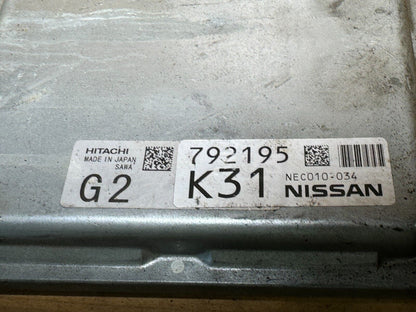 HITACHI
MADE IN JAPAN
SAWA
G2
792195
K31
NEC010-034
NISSAN